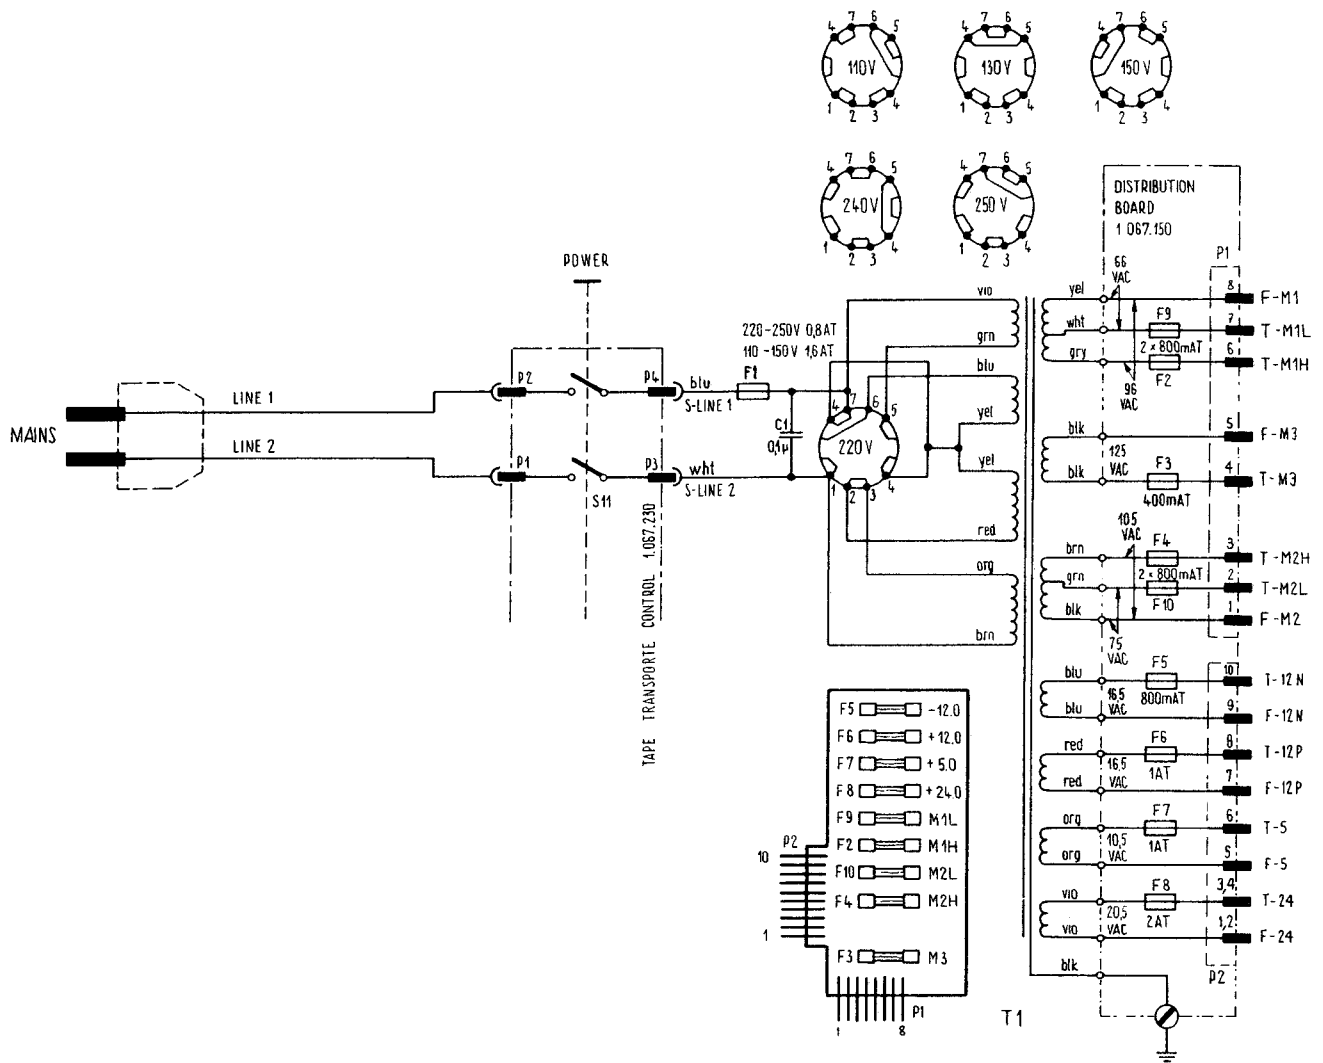 7 6
4 5
110 V
1 4
2 3
7 6
4 5
130 V
1 4
2 3
7 6
4 5
150 V
1 4
2 3
7 6
4 5
240 V
1 4
2 3
4 7 6
5
250 V
1 4
2 3
DISTRIBUTION
BOARD
1 067.150
POWER
MAINS
LINE 1
LINE 2
P2
P1
P4
P3
S11
TAPE TRANSPORTE CONTROL 1.067.230
blu
S-LINE 1
wht
S-LINE 2
220-250V 0,8AT
110-150V 1,6AT
F1
C1
0,1µ
4 7 6 5
220 V
1 2 3 4
vio
grn
blu
yel
yel
red
org
brn
66
VAC
P1
yel
8 F-M1
wht
F9
7 T-M1L
2 x 800mAT
gry
F2
6 T-M1H
96
VAC
blk
5 F-M3
125
VAC
blk
F3
4 T-M3
400mAT
105
VAC
brn
F4
3 T-M2H
2 x 800mAT
grn
F10
2 T-M2L
blk
1 F-M2
75
VAC
F5
blu
10 T-12N
16,5
VAC
800mAT
blu
9 F-12N
red
F6
8 T-12P
16,5
VAC
1AT
red
7 F-12P
org
F7
6 T-5
10,5
VAC
1AT
org
5 F-5
vio
F8
3,4 T-24
20,5
VAC
2AT
vio
1,2 F-24
blk
P2
T1
F5 -12.0
F6 +12.0
F7 +5.0
F8 +24.0
F9 M1L
F2 M1H
F10 M2L
F4 M2H
F3 M3
P2
10
1
P1
1 8